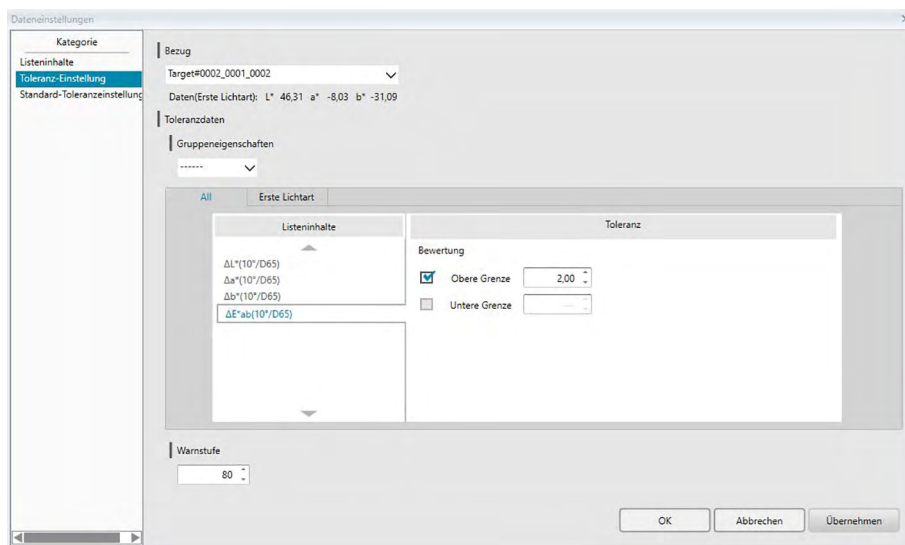 Dateneinstellungen
Kategorie
Listeninhalte
Toleranz-Einstellung
Standard-Toleranzeinstellung
Bezug
Target#0002_0001_0002
Daten(Erste Lichtart): L* 46,31 a* -8,03 b* -31,09
Toleranzdaten
Gruppeneigenschaften
------
All Erste Lichtart
Listeninhalte
ΔL*(10°/D65)
Δa*(10°/D65)
Δb*(10°/D65)
ΔE*ab(10°/D65)
Toleranz
Bewertung
Obere Grenze 2,00
Untere Grenze
Warnstufe
80
OK Abbrechen Übernehmen